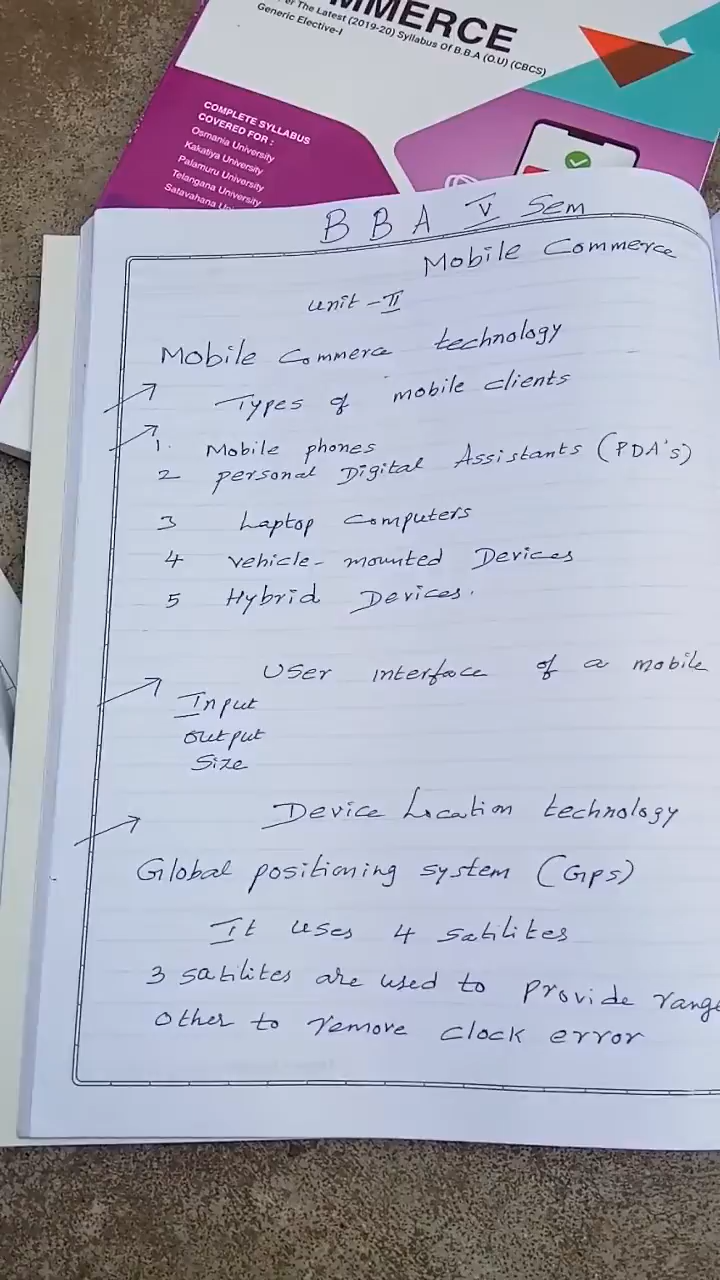 MMERCE
er The Latest (2019-20) Syllabus Of B.B.A (O.U) (CBCS)
Generic Elective-I
COMPLETE SYLLABUS
COVERED FOR :
Osmania University
Kakatiya University
Palamuru University
Telangana University
Satavahana
BBA V Sem
Mobile Commerce
unit - II
Mobile Commerce technology
Types of mobile clients
1. Mobile phones
2 personal Digital Assistants (PDA's)
3 Laptop Computers
4 vehicle-mounted Devices
5 Hybrid Devices.
User interface of a mobile
Input
output
Size
Device Location technology
Global positioning system (GPS)
It uses 4 satilites
3 satilites are used to provide range
other to remove clock error